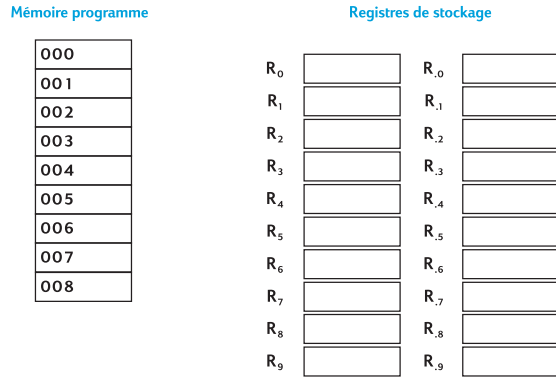 Mémoire programme
000
001
002
003
004
005
006
007
008
Registres de stockage
R₀ R.₀
R₁ R.₁
R₂ R.₂
R₃ R.₃
R₄ R.₄
R₅ R.₅
R₆ R.₆
R₇ R.₇
R₈ R.₈
R₉ R.₉